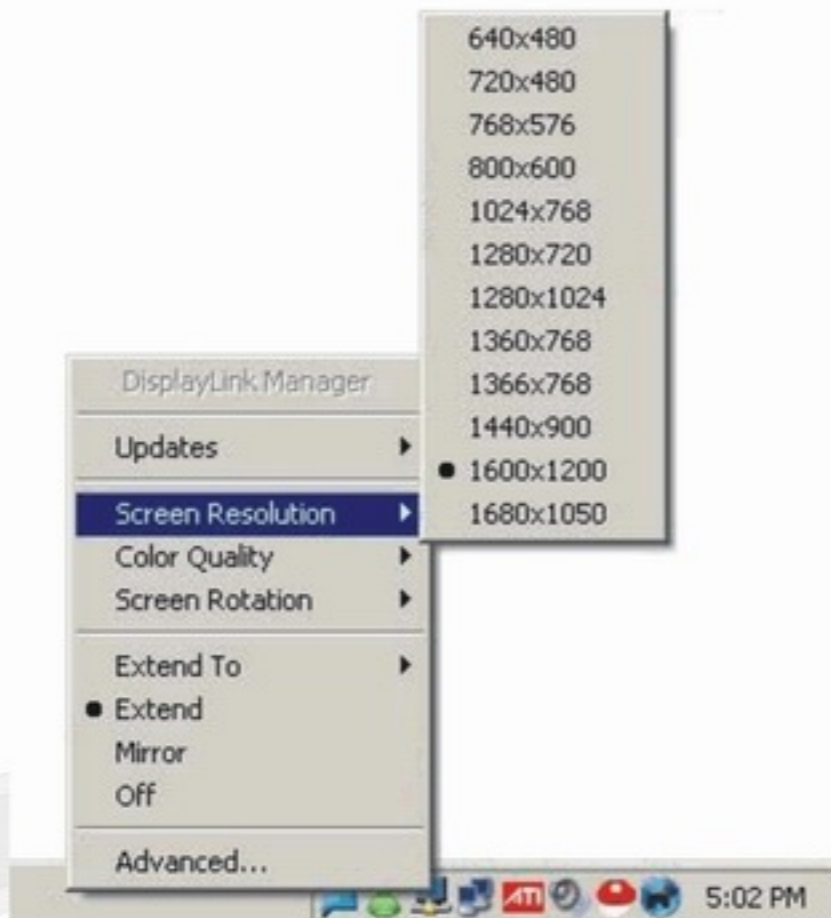 640x480
720x480
768x576
800x600
1024x768
1280x720
1280x1024
1360x768
1366x768
1440x900
1600x1200
1680x1050
DisplayLink Manager
Updates
Screen Resolution
Color Quality
Screen Rotation
Extend To
Extend
Mirror
Off
Advanced...
ATI
5:02 PM